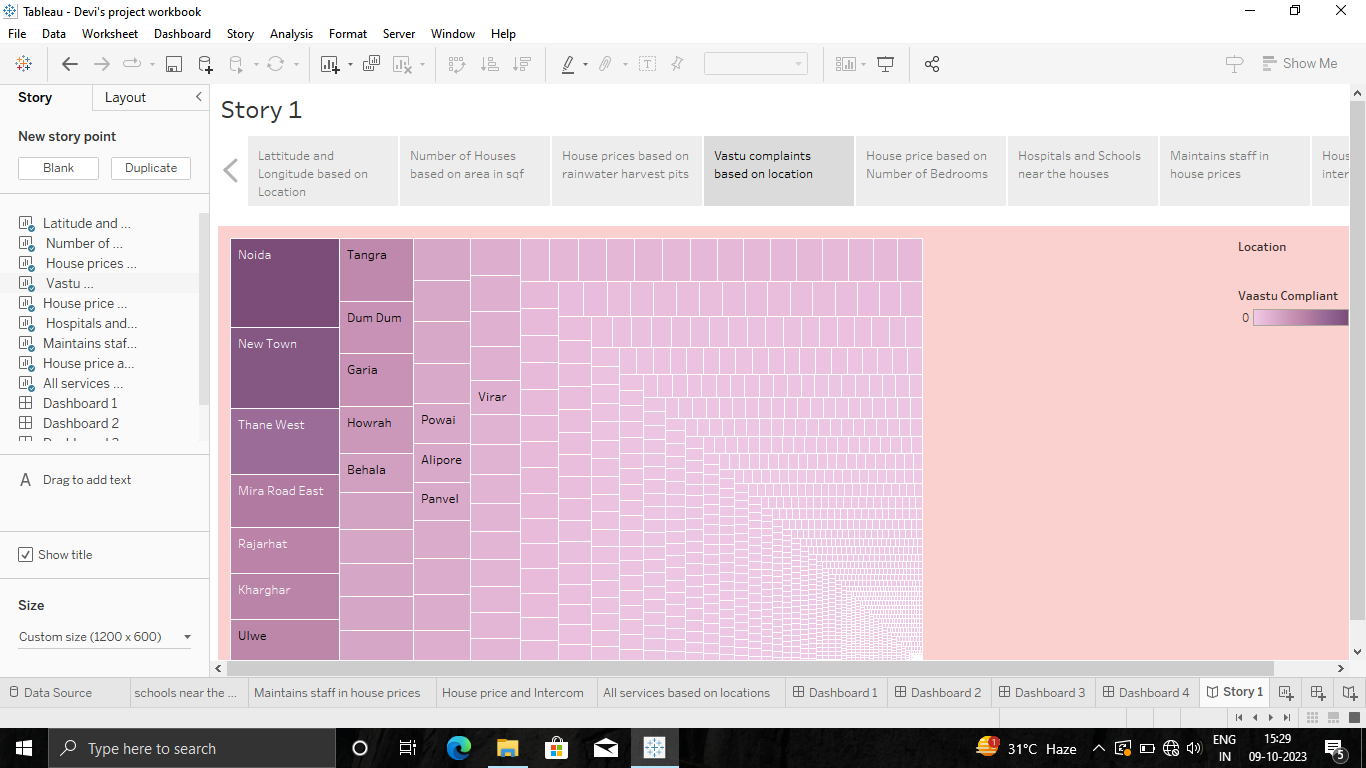 Tableau - Devi's project workbook
File Data Worksheet Dashboard Story Analysis Format Server Window Help
Show Me
Story Layout
New story point
Blank Duplicate
Latitude and ...
Number of ...
House prices ...
Vastu ...
House price ...
Hospitals and...
Maintains staf...
House price a...
All services ...
Dashboard 1
Dashboard 2
A Drag to add text
Show title
Size
Custom size (1200 x 600)
Story 1
Lattitude and
Longitude based on
Location
Number of Houses
based on area in sqf
House prices based on
rainwater harvest pits
Vastu complaints
based on location
House price based on
Number of Bedrooms
Hospitals and Schools
near the houses
Maintains staff in
house prices
Hous
inter
Noida
New Town
Thane West
Mira Road East
Rajarhat
Kharghar
Ulwe
Tangra
Dum Dum
Garia
Howrah
Behala
Powai
Alipore
Panvel
Virar
Location
Vaastu Compliant
0
Data Source schools near the ... Maintains staff in house prices House price and Intercom All services based on locations Dashboard 1 Dashboard 2 Dashboard 3 Dashboard 4 Story 1
Type here to search
1
31°C Haze
ENG
IN
15:29
09-10-2023
5